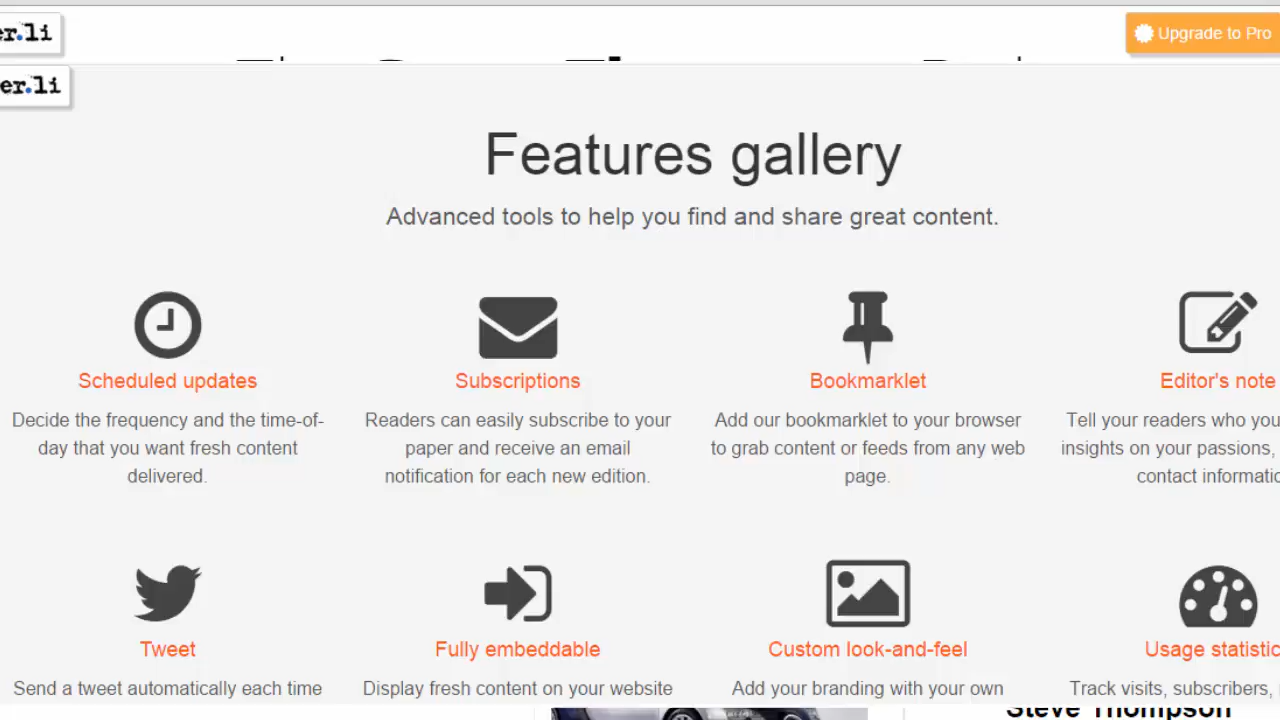 er.li
Upgrade to Pro
er.li
Features gallery
Advanced tools to help you find and share great content.
Scheduled updates
Decide the frequency and the time-of-
day that you want fresh content
delivered.
Subscriptions
Readers can easily subscribe to your
paper and receive an email
notification for each new edition.
Bookmarklet
Add our bookmarklet to your browser
to grab content or feeds from any web
page.
Editor's note
Tell your readers who you
insights on your passions,
contact informatio
Tweet
Send a tweet automatically each time
Fully embeddable
Display fresh content on your website
Custom look-and-feel
Add your branding with your own
Usage statistic
Track visits, subscribers,
Steve Thompson